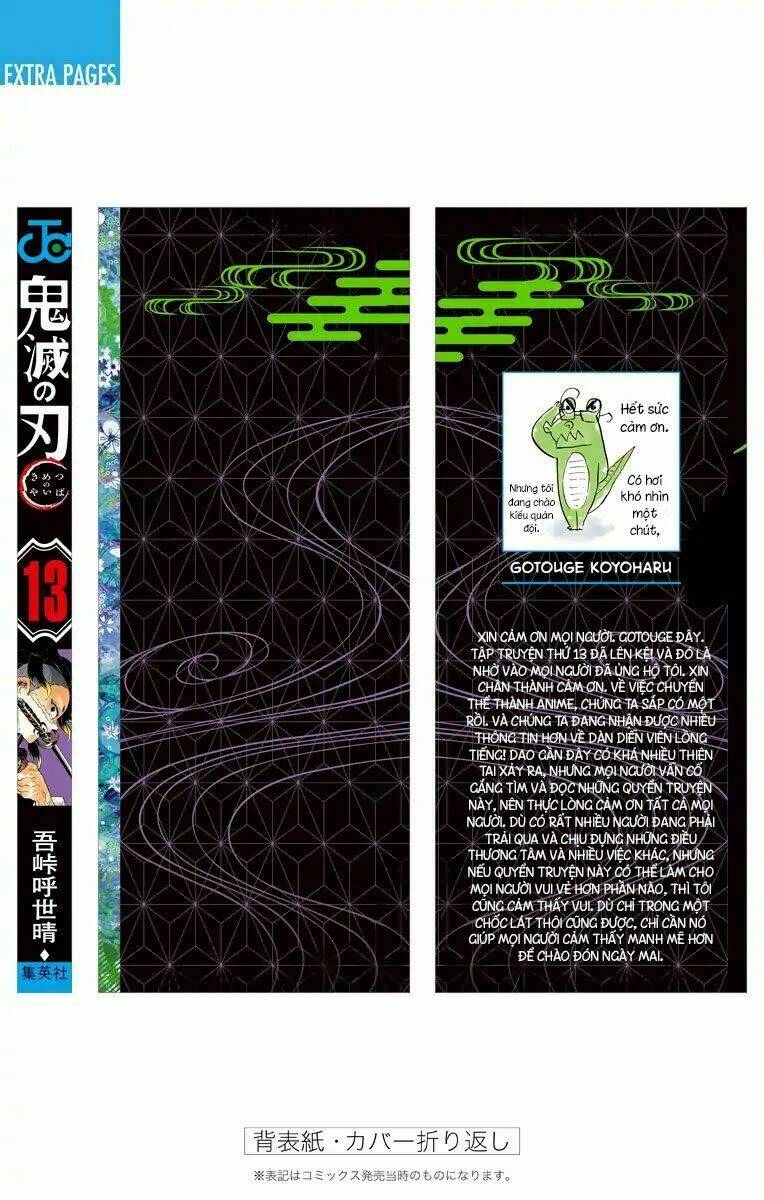 EXTRA PAGES
鬼滅の刃
きめつ
の
やいば
13
吾峠呼世晴
集英社
Hết sức
cảm ơn.
Có hơi
khó nhìn
một
chút,
Nhưng tôi
đang chào
kiểu quân
đội.
GOTOUGE KOYOHARU
XIN CẢM ƠN MỌI NGƯỜI. GOTOUGE ĐÂY.
TẬP TRUYỆN THỨ 13 ĐÃ LÊN KỆ! VÀ ĐÓ LÀ
NHỜ VÀO MỌI NGƯỜI ĐÃ ỦNG HỘ TÔI. XIN
CHÂN THÀNH CẢM ƠN. VỀ VIỆC CHUYỂN
THỂ THÀNH ANIME, CHÚNG TA SẮP CÓ MỘT
RỒI. VÀ CHÚNG TA ĐANG NHẬN ĐƯỢC NHIỀU
THÔNG TIN HƠN VỀ DÀN DIỄN VIÊN LỒNG
TIẾNG! DẠO GẦN ĐÂY CÓ KHÁ NHIỀU THIÊN
TAI XẢY RA, NHƯNG MỌI NGƯỜI VẪN CỐ
GẮNG TÌM VÀ ĐỌC NHỮNG QUYỂN TRUYỆN
NÀY, NÊN THỰC LÒNG CẢM ƠN TẤT CẢ MỌI
NGƯỜI. DÙ CÓ RẤT NHIỀU NGƯỜI ĐANG PHẢI
TRẢI QUA VÀ CHỊU ĐỰNG NHỮNG ĐIỀU
THƯƠNG TÂM VÀ NHIỀU VIỆC KHÁC, NHƯNG
NẾU QUYỂN TRUYỆN NÀY CÓ THỂ LÀM CHO
MỌI NGƯỜI VUI VẺ HƠN PHẦN NÀO, THÌ TÔI
CŨNG CẢM THẤY VUI. DÙ CHỈ TRONG MỘT
CHỐC LÁT THÔI CŨNG ĐƯỢC, CHỈ CẦN NÓ
GIÚP MỌI NGƯỜI CẢM THẤY MẠNH MẼ HƠN
ĐỂ CHÀO ĐÓN NGÀY MAI.
背表紙・カバー折り返し
※表記はコミックス発売当時のものになります。